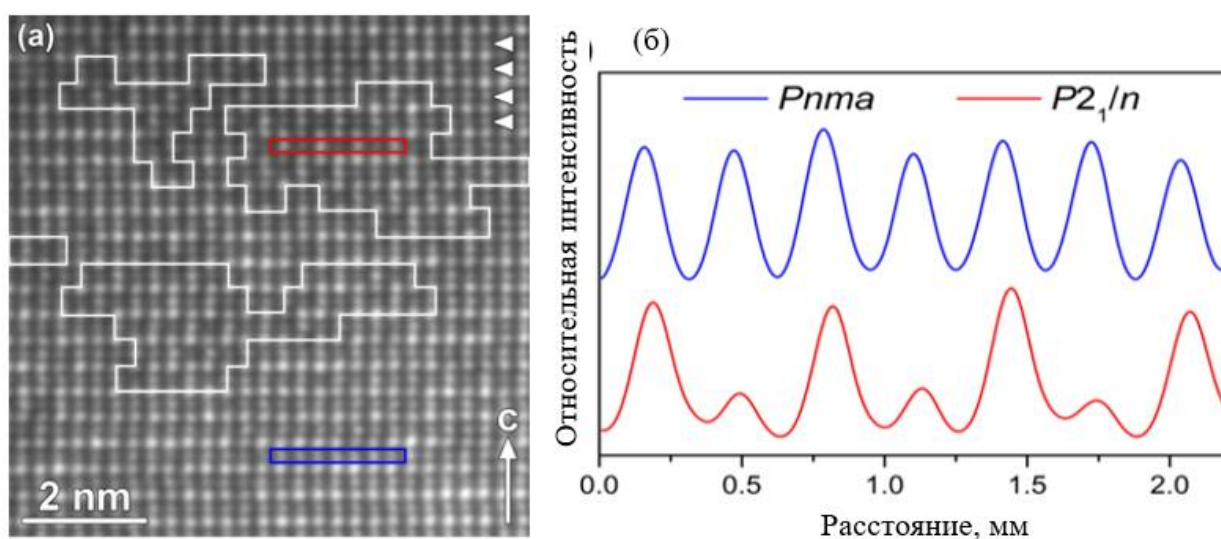 (a)
2 nm
C
) (б)
Pnma
P2₁/n
Относительная интенсивность
0.0 0.5 1.0 1.5 2.0
Расстояние, мм